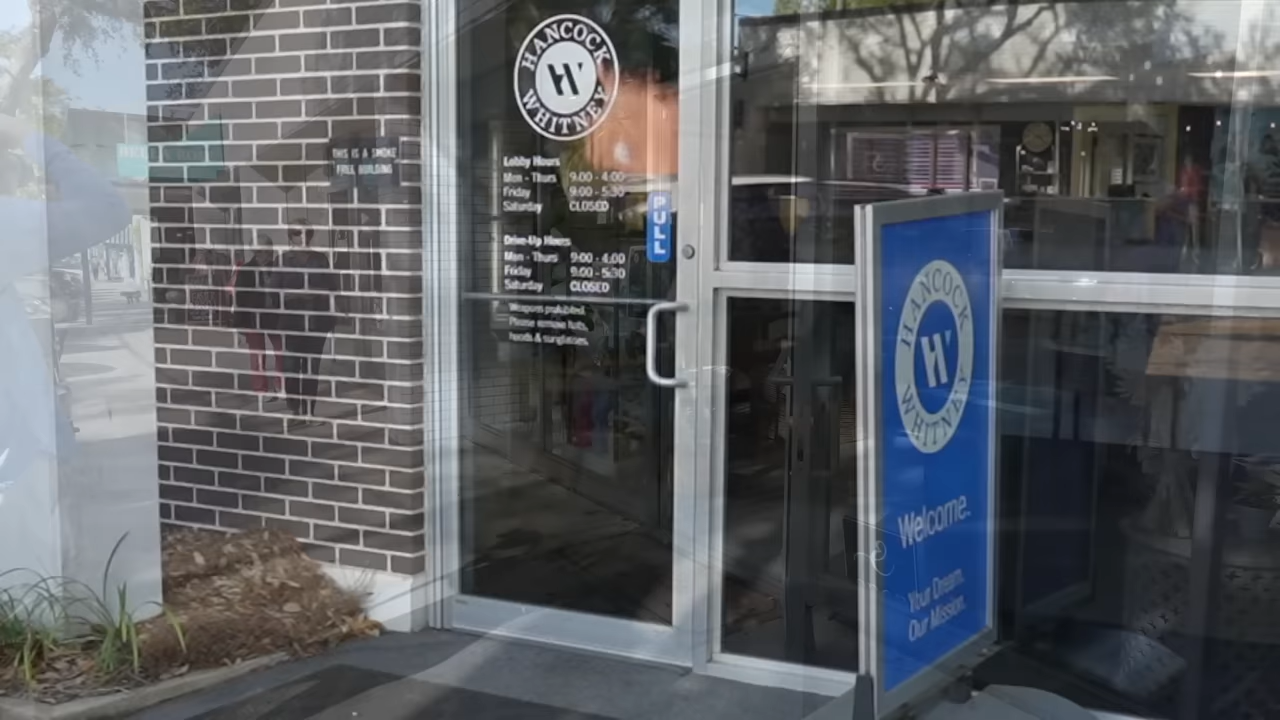 HANCOCK
WHITNEY
Lobby Hours
Mon - Thurs 9:00 - 4:00
Friday 9:00 - 5:30
Saturday CLOSED
PULL
Drive-Up Hours
Mon - Thurs 9:00 - 4:00
Friday 9:00 - 5:30
Saturday CLOSED
Weapons prohibited.
Please remove hats,
hoods & sunglasses.
THIS IS A SMOKE
FREE BUILDING
HANCOCK
WHITNEY
Welcome.
Your Dream.
Our Mission.